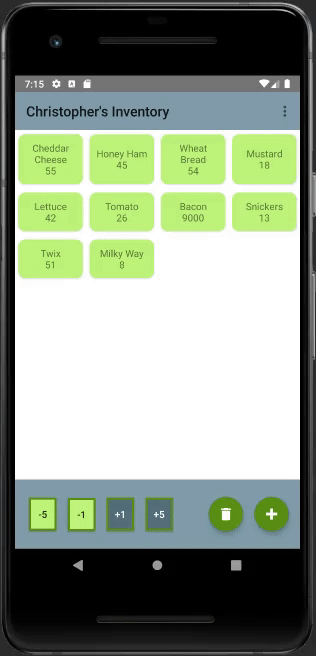 7:15
Christopher's Inventory
Cheddar
Cheese
55
Honey Ham
45
Wheat
Bread
54
Mustard
18
Lettuce
42
Tomato
26
Bacon
9000
Snickers
13
Twix
51
Milky Way
8
-5
-1
+1
+5